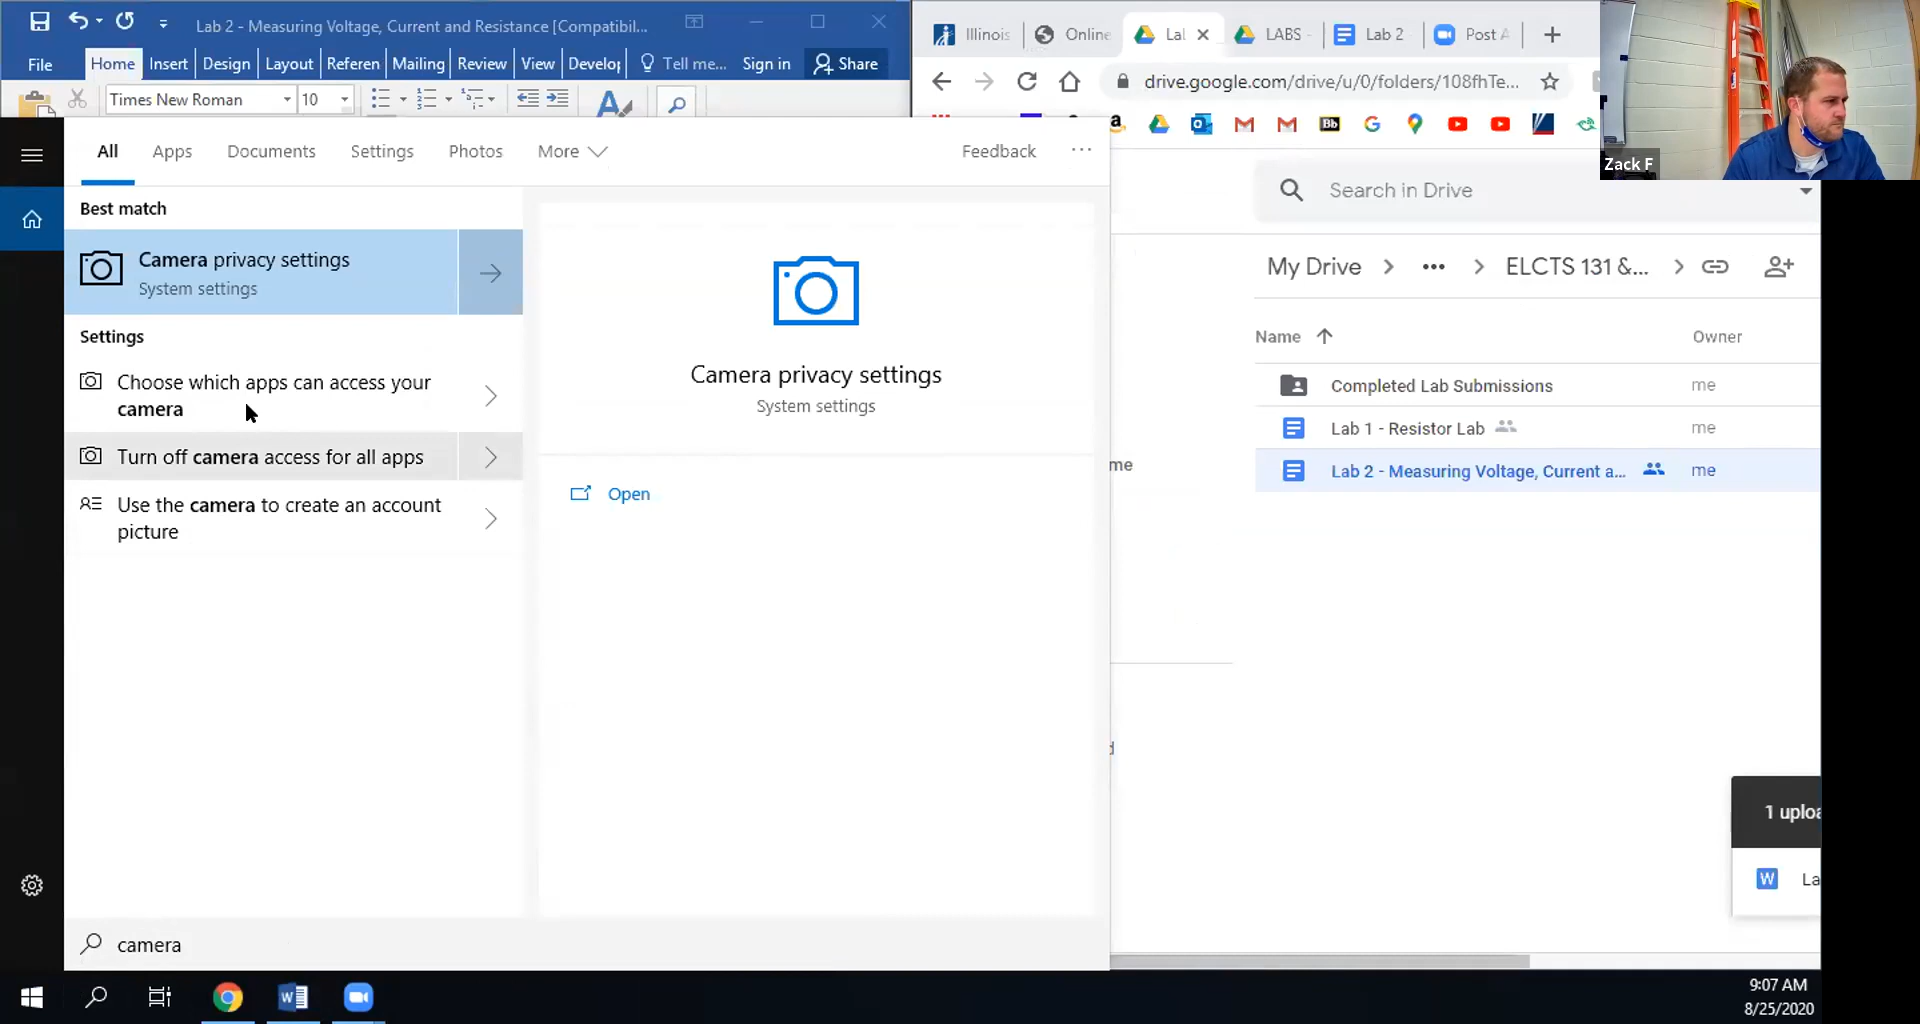 Lab 2 - Measuring Voltage, Current and Resistance [Compatibil...
File Home Insert Design Layout Referen Mailing Review View Develop Tell me... Sign in Share
Times New Roman 10
All Apps Documents Settings Photos More Feedback ...
Best match
Camera privacy settings
System settings
Settings
Choose which apps can access your
camera
Turn off camera access for all apps
Use the camera to create an account
picture
Camera privacy settings
System settings
Open
camera
Illinois Online Lal LABS - Lab 2 Post A
drive.google.com/drive/u/0/folders/108fhTe...
Bb
Zack F
Search in Drive
My Drive ... ELCTS 131 &...
Name Owner
Completed Lab Submissions me
Lab 1 - Resistor Lab me
Lab 2 - Measuring Voltage, Current a... me
me
1 uploa
W La
9:07 AM
8/25/2020